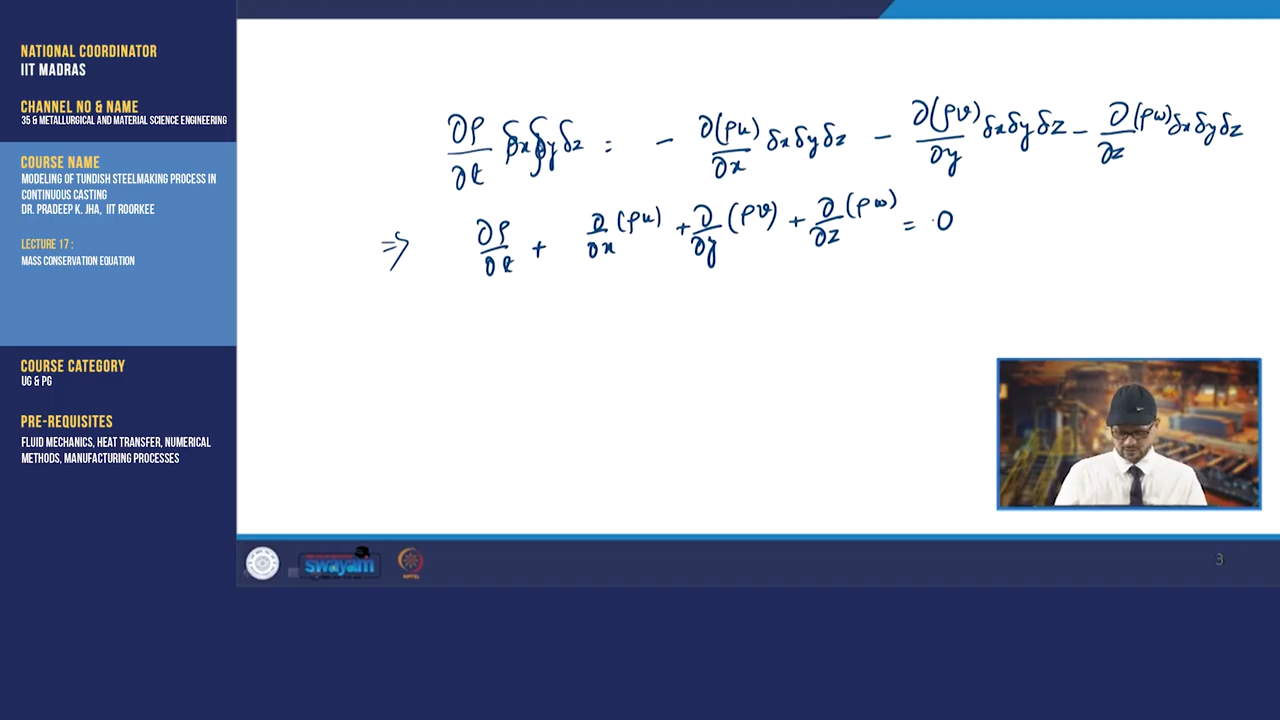 NATIONAL COORDINATOR
IIT MADRAS
CHANNEL NO & NAME
35 & METALLURGICAL AND MATERIAL SCIENCE ENGINEERING
COURSE NAME
MODELING OF TUNDISH STEELMAKING PROCESS IN
CONTINUOUS CASTING
DR. PRADEEP K. JHA, IIT ROORKEE
LECTURE 17 :
MASS CONSERVATION EQUATION
COURSE CATEGORY
UG & PG
PRE-REQUISITES
FLUID MECHANICS, HEAT TRANSFER, NUMERICAL
METHODS, MANUFACTURING PROCESSES
∂ρ/∂t δxδyδz = - ∂(ρu)/∂x δxδyδz - ∂(ρv)/∂y δxδyδz - ∂/∂z (ρw) δxδyδz
⇒ ∂ρ/∂t + ∂/∂x (ρu) + ∂/∂y (ρv) + ∂/∂z (ρw) = 0
swayam
3